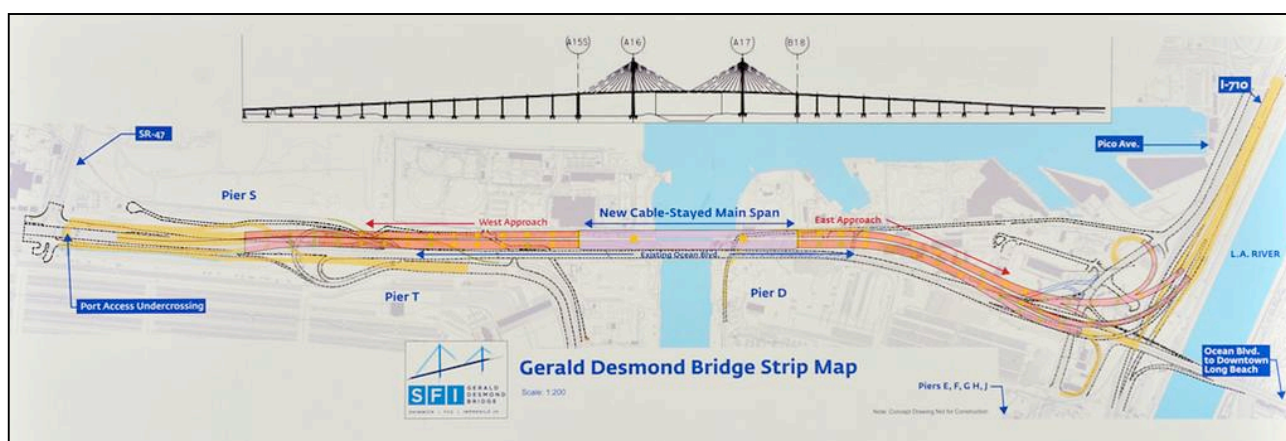 A15S
A16
A17
B18
I-710
SR-47
Pico Ave.
Pier S
West Approach
New Cable-Stayed Main Span
East Approach
Existing Ocean Blvd.
L.A. RIVER
Port Access Undercrossing
Pier T
Pier D
Gerald Desmond Bridge Strip Map
Scale: 1:200
SFI
GERALD
DESMOND
BRIDGE
Ocean Blvd.
to Downtown
Long Beach
Piers E, F, G H, J
Note: Concept Drawing Not for Construction